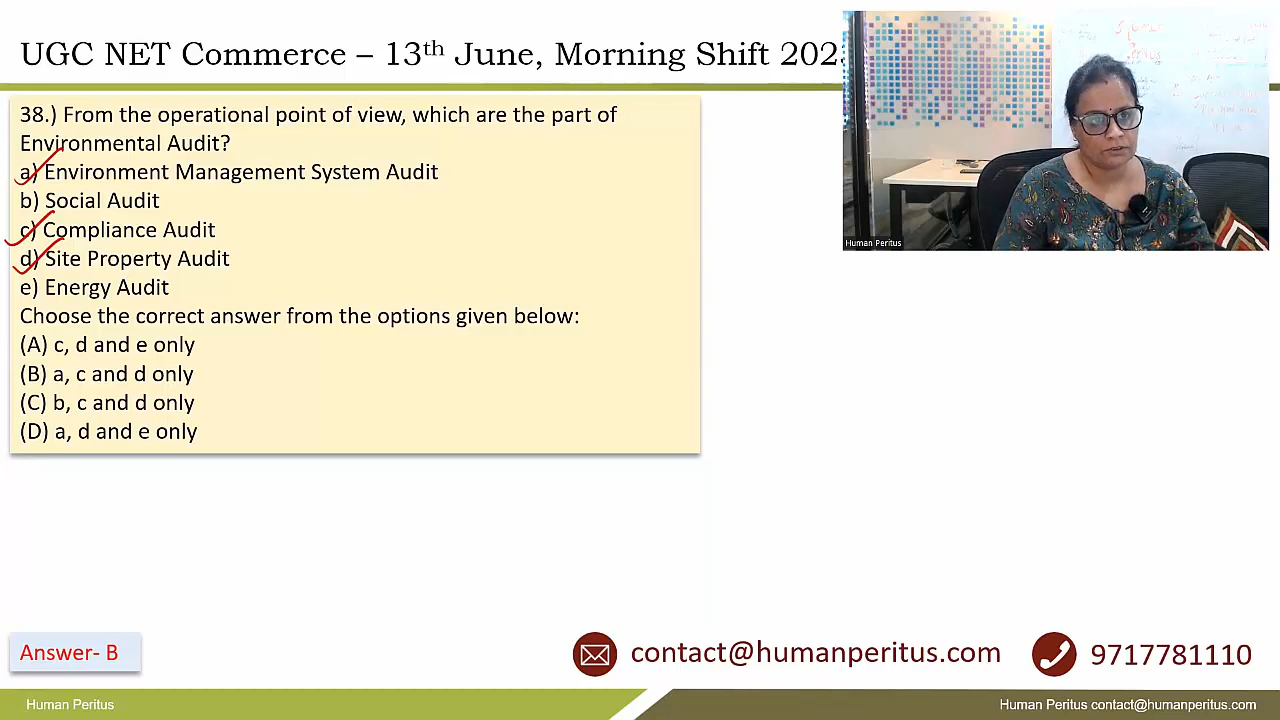 UGC NET Commerce – 13th June, Morning Shift 202
38.) From the operational point of view, which are the part of
Environmental Audit?
a) Environment Management System Audit
b) Social Audit
c) Compliance Audit
d) Site Property Audit
e) Energy Audit
Choose the correct answer from the options given below:
(A) c, d and e only
(B) a, c and d only
(C) b, c and d only
(D) a, d and e only
Human Peritus
Answer- B
contact@humanperitus.com
9717781110
Human Peritus
Human Peritus contact@humanperitus.com